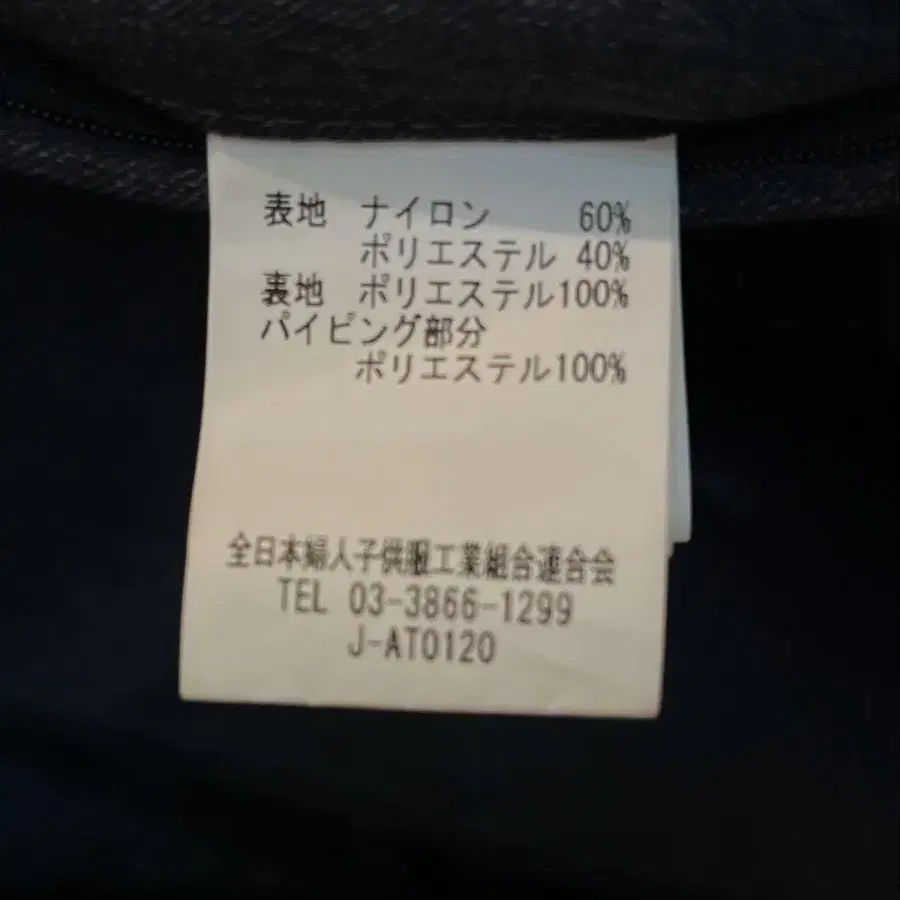 表地 ナイロン 60%
ポリエステル 40%
裏地 ポリエステル100%
パイピング部分
ポリエステル100%
全日本婦人子供服工業組合連合会
TEL 03-3866-1299
J-AT0120